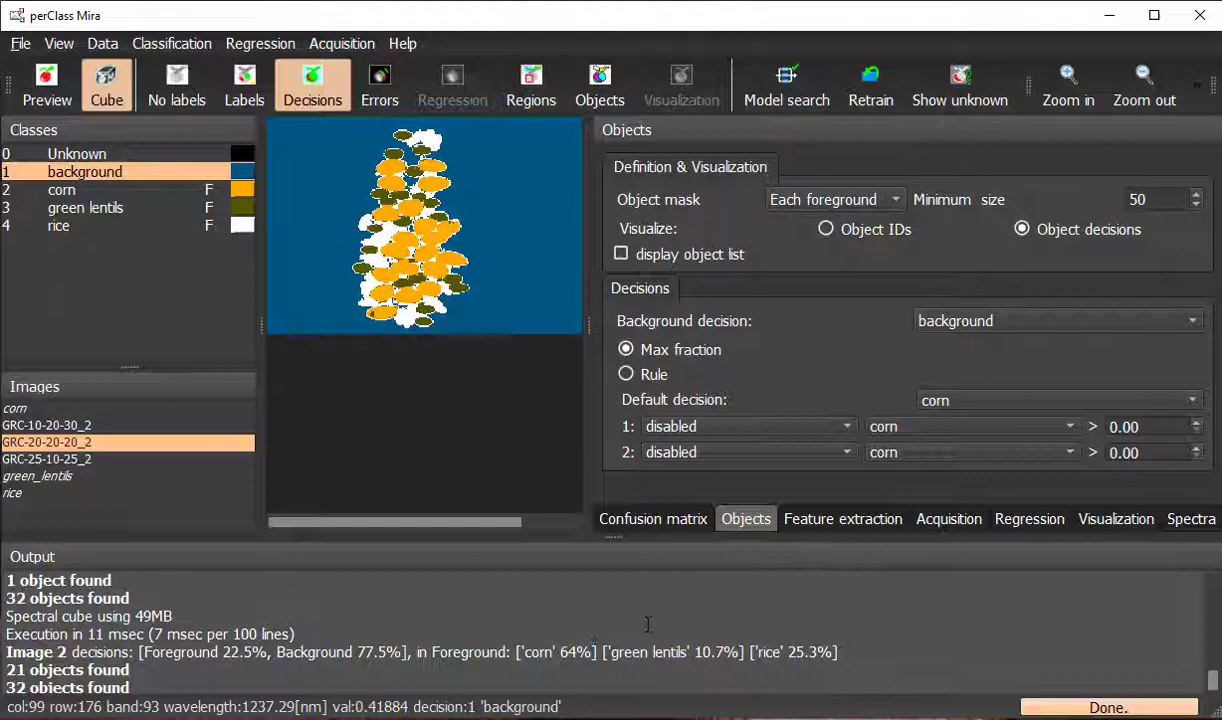 perClass Mira
File View Data Classification Regression Acquisition Help
Preview Cube No labels Labels Decisions Errors Regression Regions Objects Visualization Model search Retrain Show unknown Zoom in Zoom out »
Classes
0 Unknown
1 background
2 corn F
3 green lentils F
4 rice F
Images
corn
GRC-10-20-30_2
GRC-20-20-20_2
GRC-25-10-25_2
green_lentils
rice
Objects
Definition & Visualization
Object mask Each foreground Minimum size 50
Visualize: Object IDs Object decisions
display object list
Decisions
Background decision: background
Max fraction
Rule
Default decision: corn
1: disabled corn > 0.00
2: disabled corn > 0.00
Confusion matrix Objects Feature extraction Acquisition Regression Visualization Spectra
Output
1 object found
32 objects found
Spectral cube using 49MB
Execution in 11 msec (7 msec per 100 lines)
Image 2 decisions: [Foreground 22.5%, Background 77.5%], in Foreground: ['corn' 64%] ['green lentils' 10.7%] ['rice' 25.3%]
21 objects found
32 objects found
col:99 row:176 band:93 wavelength:1237.29[nm] val:0.41884 decision:1 'background'
Done.